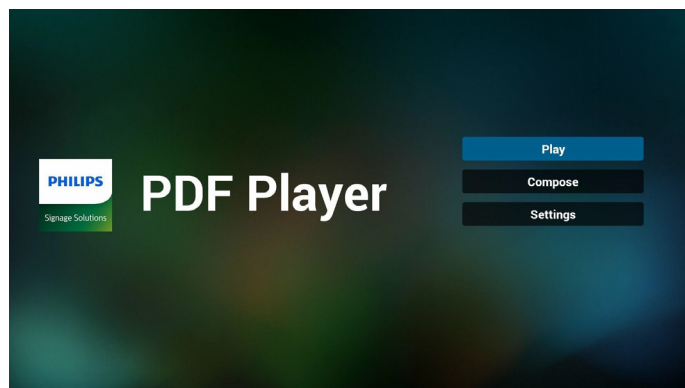 PHILIPS
Signage Solutions
PDF Player
Play
Compose
Settings